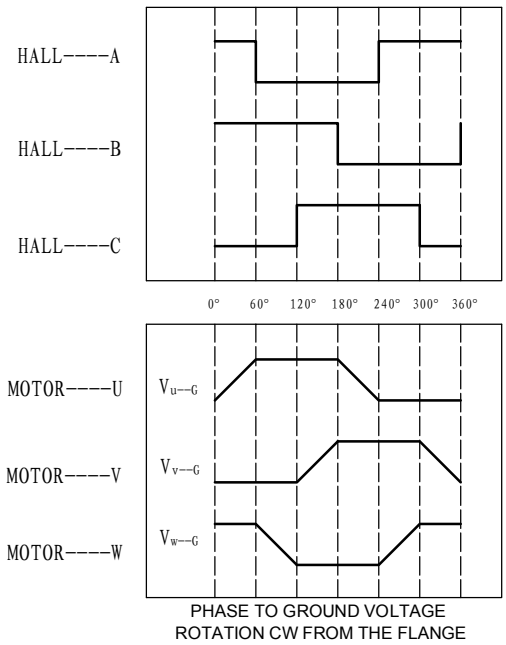 HALL----A
HALL----B
HALL----C
0° 60° 120° 180° 240° 300° 360°
MOTOR----U Vu--G
MOTOR----V Vv--G
MOTOR----W Vw--G
PHASE TO GROUND VOLTAGE
ROTATION CW FROM THE FLANGE